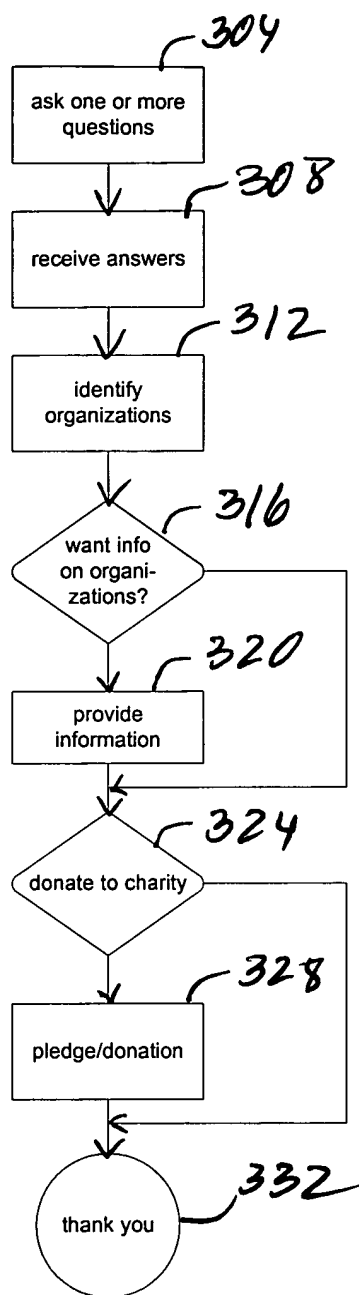 304
ask one or more
questions
308
receive answers
312
identify
organizations
316
want info
on organi-
zations?
320
provide
information
324
donate to charity
328
pledge/donation
332
thank you